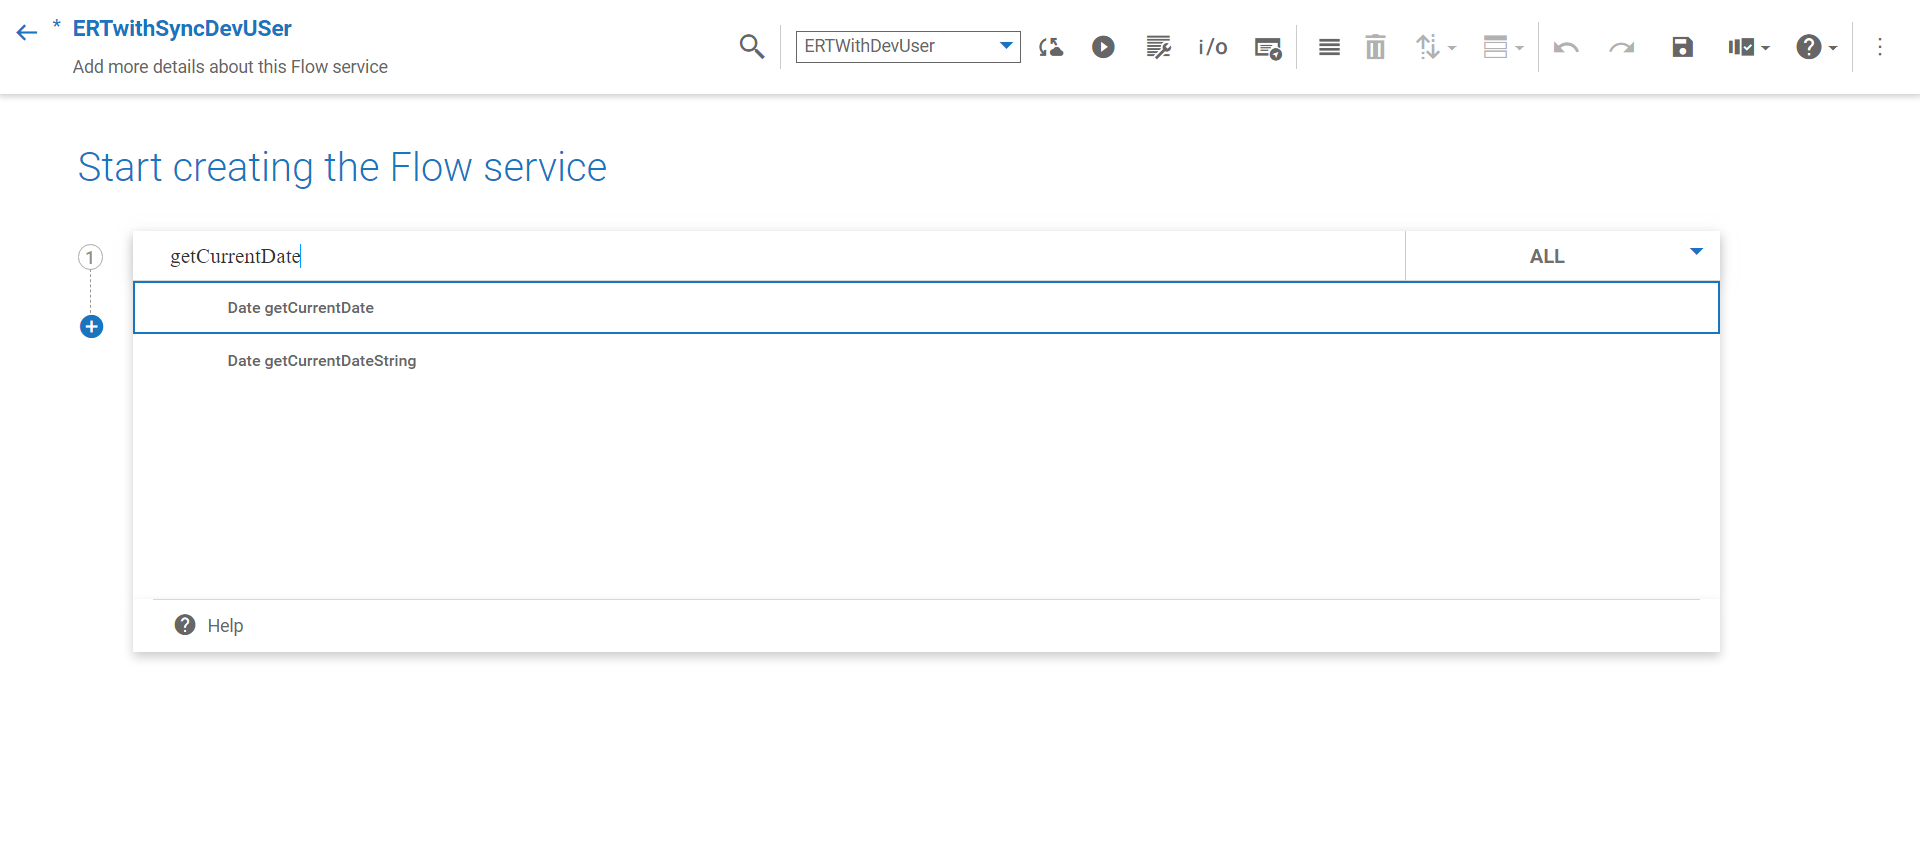 * ERTwithSyncDevUSer
Add more details about this Flow service
ERTWithDevUser
i/o
Start creating the Flow service
1
getCurrentDate
ALL
Date getCurrentDate
Date getCurrentDateString
Help